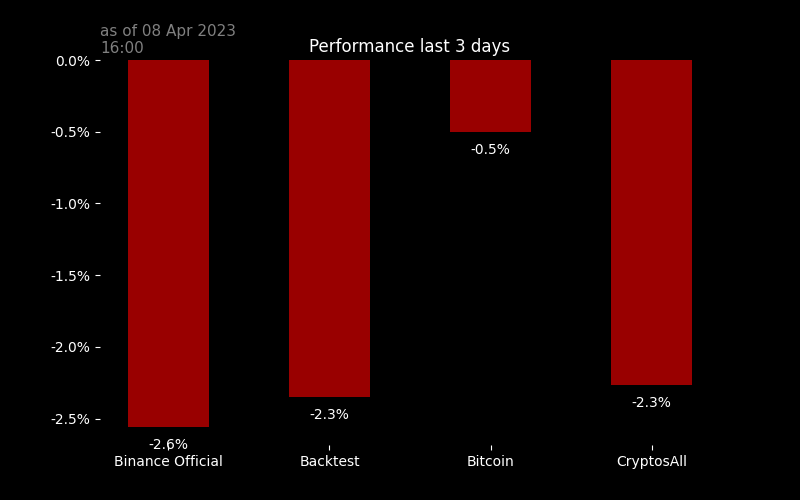 as of 08 Apr 2023
16:00
Performance last 3 days
0.0%
-0.5%
-1.0%
-1.5%
-2.0%
-2.5%
-2.6%
-2.3%
-0.5%
-2.3%
Binance Official
Backtest
Bitcoin
CryptosAll